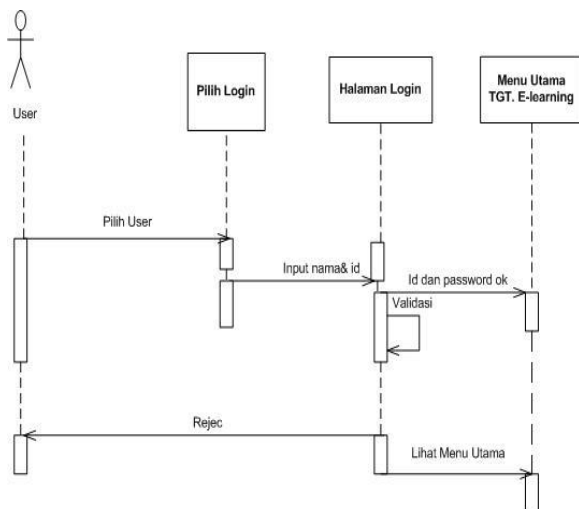 User
Pilih Login
Halaman Login
Menu Utama
TGT. E-learning
Pilih User
Input nama& id
Id dan password ok
Validasi
Rejec
Lihat Menu Utama